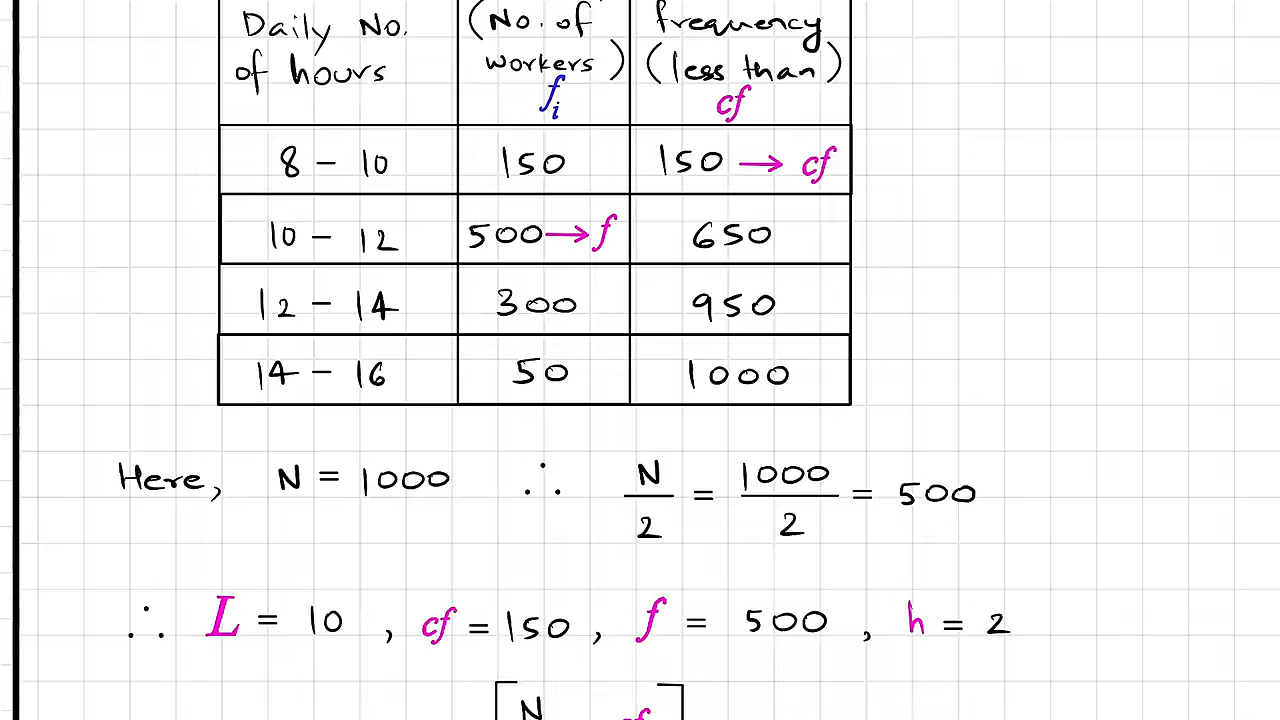 Daily No. (No. of frequency
of hours workers) (less than)
fi cf
8 - 10 150 150 → cf
10 - 12 500 → f 650
12 - 14 300 950
14 - 16 50 1000
Here, N = 1000 ∴ N/2 = 1000/2 = 500
∴ L = 10 , cf = 150 , f = 500 , h = 2
[N cf]